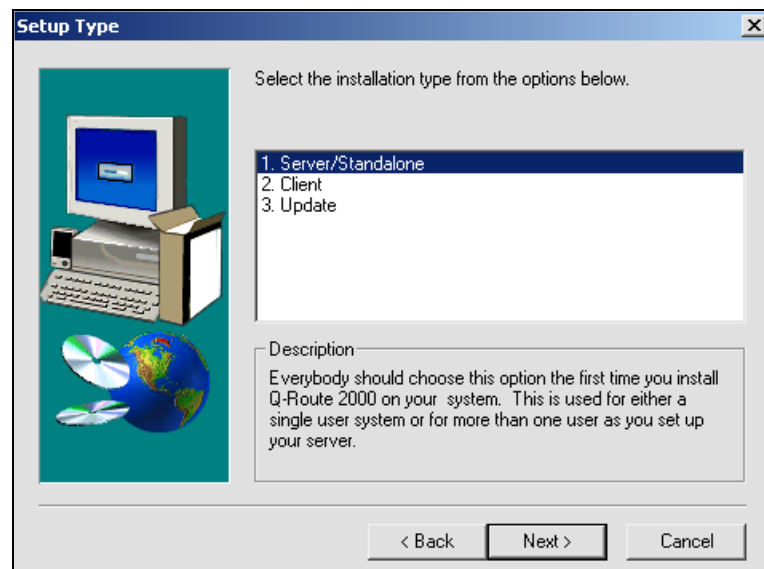 Setup Type
Select the installation type from the options below.
1. Server/Standalone
2. Client
3. Update
Description
Everybody should choose this option the first time you install
Q-Route 2000 on your  system.  This is used for either a
single user system or for more than one user as you set up
your server.
< Back
Next >
Cancel